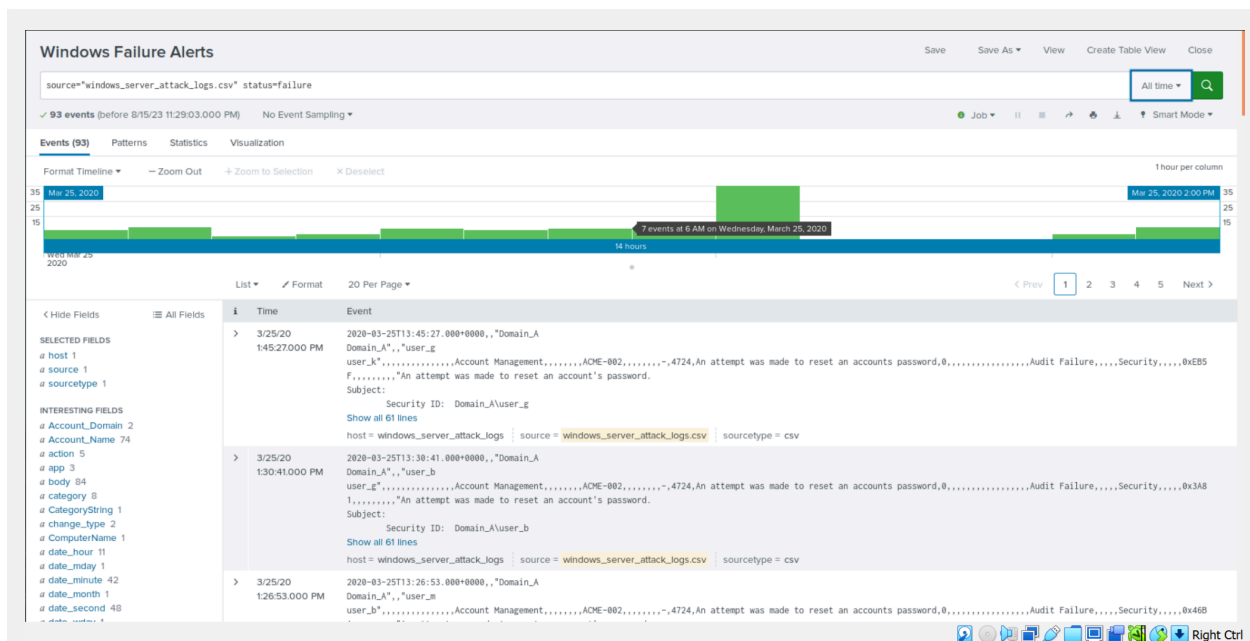 Windows Failure Alerts
Save Save As ▾ View Create Table View Close
source="windows_server_attack_logs.csv" status=failure
All time ▾
✓ 93 events (before 8/15/23 11:29:03.000 PM) No Event Sampling ▾
Job ▾ Smart Mode ▾
Events (93) Patterns Statistics Visualization
Format Timeline ▾ — Zoom Out + Zoom to Selection × Deselect
1 hour per column
35 Mar 25, 2020 Mar 25, 2020 2:00 PM 35
25 25
15 15
7 events at 6 AM on Wednesday, March 25, 2020
14 hours
Wed Mar 25
2020
List ▾ Format 20 Per Page ▾
< Prev 1 2 3 4 5 Next >
< Hide Fields All Fields
SELECTED FIELDS
a host 1
a source 1
a sourcetype 1
INTERESTING FIELDS
a Account_Domain 2
a Account_Name 74
a action 5
a app 3
a body 84
a category 8
a CategoryString 1
a change_type 2
a ComputerName 1
a date_hour 11
a date_mday 1
a date_minute 42
a date_month 1
a date_second 48
i Time Event
> 3/25/20
1:45:27.000 PM
2020-03-25T13:45:27.000+0000,,"Domain_A
Domain_A",,"user_g
user_k",,,,,,,,,,,,,,,Account Management,,,,,,,,ACME-002,,,,,,,-,4724,An attempt was made to reset an accounts password,0,,,,,,,,,,,,,,,,,Audit Failure,,,,,Security,,,,,0xEB5
F,,,,,,,,,"An attempt was made to reset an account's password.
Subject:
Security ID: Domain_A\user_g
Show all 61 lines
host = windows_server_attack_logs source = windows_server_attack_logs.csv sourcetype = csv
> 3/25/20
1:30:41.000 PM
2020-03-25T13:30:41.000+0000,,"Domain_A
Domain_A",,"user_b
user_g",,,,,,,,,,,,,,,Account Management,,,,,,,,ACME-002,,,,,,,-,4724,An attempt was made to reset an accounts password,0,,,,,,,,,,,,,,,,,Audit Failure,,,,,Security,,,,,0x3A8
1,,,,,,,,,"An attempt was made to reset an account's password.
Subject:
Security ID: Domain_A\user_b
Show all 61 lines
host = windows_server_attack_logs source = windows_server_attack_logs.csv sourcetype = csv
> 3/25/20
1:26:53.000 PM
2020-03-25T13:26:53.000+0000,,"Domain_A
Domain_A",,"user_m
user_b",,,,,,,,,,,,,,,Account Management,,,,,,,,ACME-002,,,,,,,-,4724,An attempt was made to reset an accounts password,0,,,,,,,,,,,,,,,,,Audit Failure,,,,,Security,,,,,0x46B
Right Ctrl